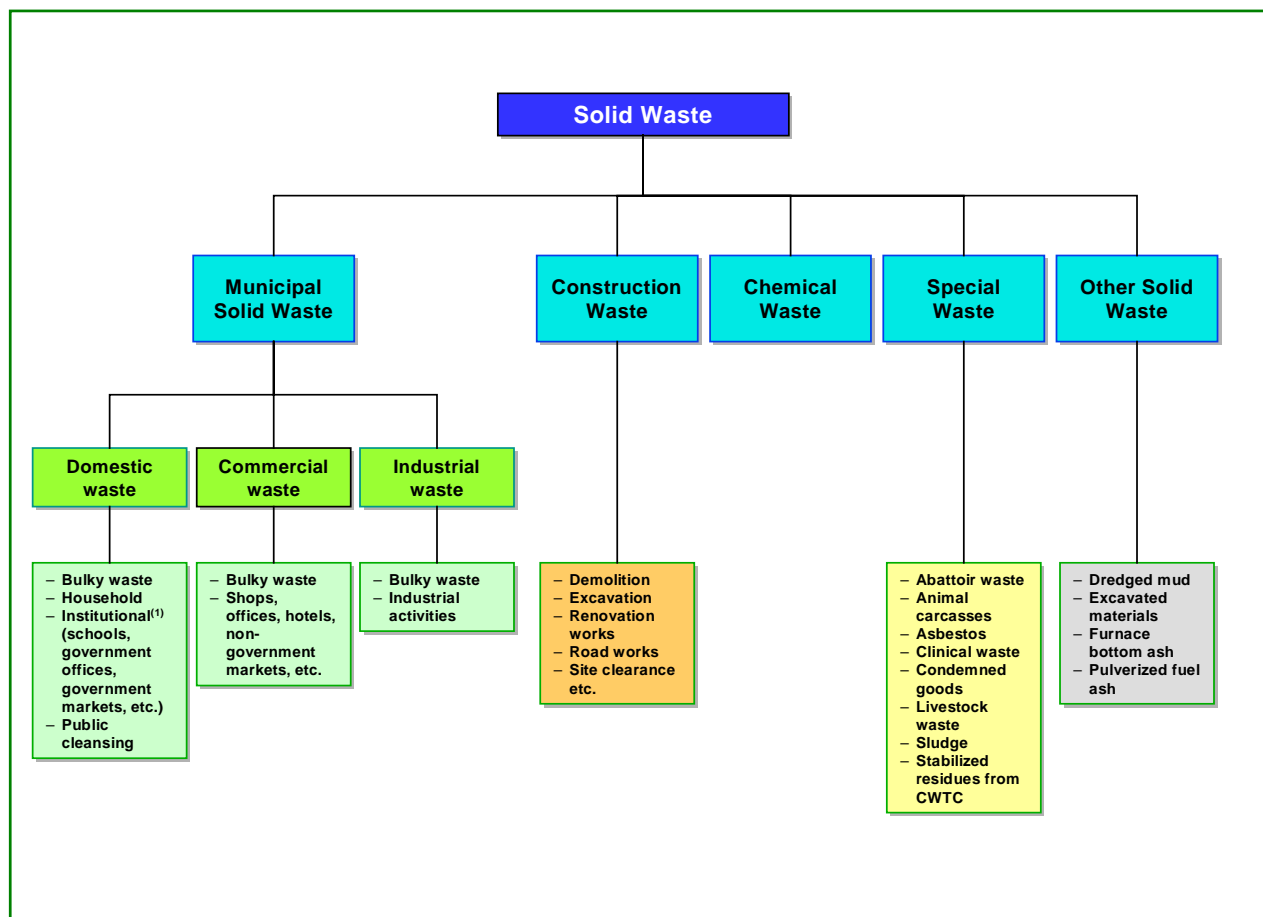 Solid Waste
Municipal
Solid Waste
Construction
Waste
Chemical
Waste
Special
Waste
Other Solid
Waste
Domestic
waste
Commercial
waste
Industrial
waste
– Bulky waste
– Household
– Institutional(1)
(schools,
government
offices,
government
markets, etc.)
– Public
cleansing
– Bulky waste
– Shops,
offices, hotels,
non-
government
markets, etc.
– Bulky waste
– Industrial
activities
– Demolition
– Excavation
– Renovation
works
– Road works
– Site clearance
etc.
– Abattoir waste
– Animal
carcasses
– Asbestos
– Clinical waste
– Condemned
goods
– Livestock
waste
– Sludge
– Stabilized
residues from
CWTC
– Dredged mud
– Excavated
materials
– Furnace
bottom ash
– Pulverized fuel
ash